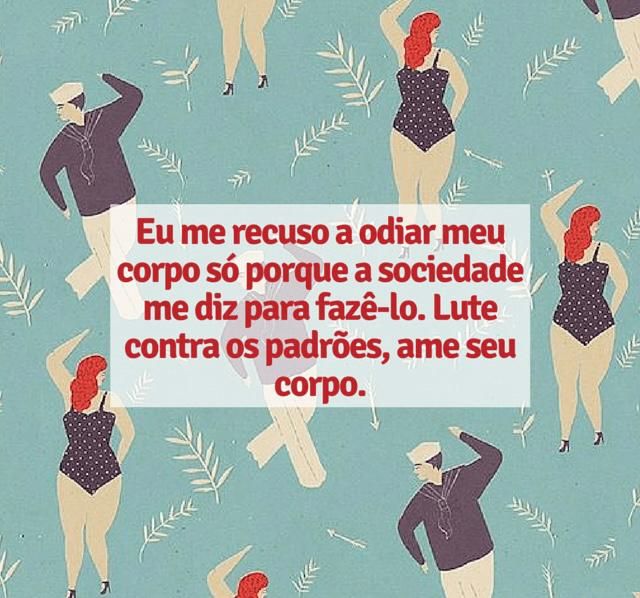 Eu me recuso a odiar meu
corpo só porque a sociedade
me diz para fazê-lo. Lute
contra os padrões, ame seu
corpo.